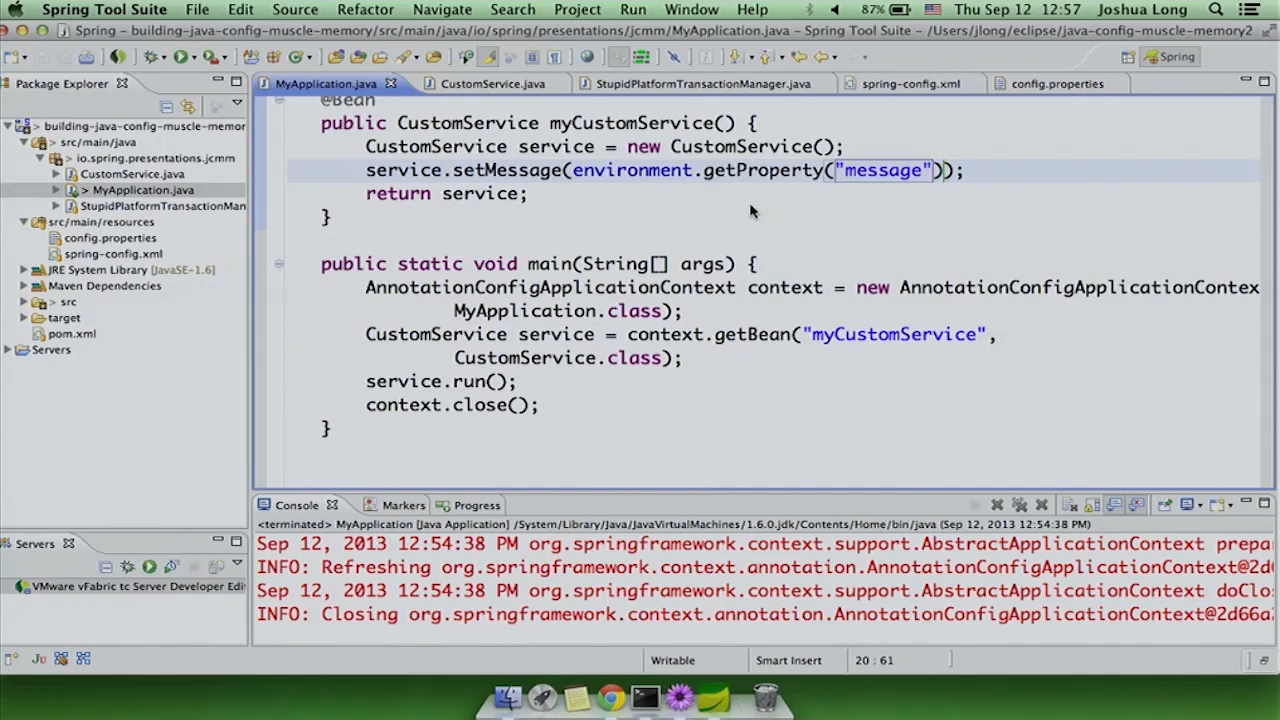 Spring Tool Suite File Edit Source Refactor Navigate Search Project Run Window Help 87% Thu Sep 12 12:57 Joshua Long
Spring - building-java-config-muscle-memory/src/main/java/io/spring/presentations/jcmm/MyApplication.java - Spring Tool Suite - /Users/jlong/eclipse/projects/java-config-muscle-memory2
Spring
Package Explorer
building-java-config-muscle-memor
src/main/java
io.spring.presentations.jcmm
CustomService.java
> MyApplication.java
StupidPlatformTransactionMan
src/main/resources
config.properties
spring-config.xml
JRE System Library [JavaSE-1.6]
Maven Dependencies
> src
target
pom.xml
Servers
MyApplication.java CustomService.java StupidPlatformTransactionManager.java spring-config.xml config.properties
@Bean
public CustomService myCustomService() {
CustomService service = new CustomService();
service.setMessage(environment.getProperty("message"));
return service;
}
public static void main(String[] args) {
AnnotationConfigApplicationContext context = new AnnotationConfigApplicationContex
MyApplication.class);
CustomService service = context.getBean("myCustomService",
CustomService.class);
service.run();
context.close();
}
Servers
VMware vFabric tc Server Developer Edi
Console Markers Progress
<terminated> MyApplication [Java Application] /System/Library/Java/JavaVirtualMachines/1.6.0.jdk/Contents/Home/bin/java (Sep 12, 2013 12:54:38 PM)
Sep 12, 2013 12:54:38 PM org.springframework.context.support.AbstractApplicationContext prepa
INFO: Refreshing org.springframework.context.annotation.AnnotationConfigApplicationContext@2d6
Sep 12, 2013 12:54:38 PM org.springframework.context.support.AbstractApplicationContext doClo
INFO: Closing org.springframework.context.annotation.AnnotationConfigApplicationContext@2d66a
Writable Smart Insert 20 : 61